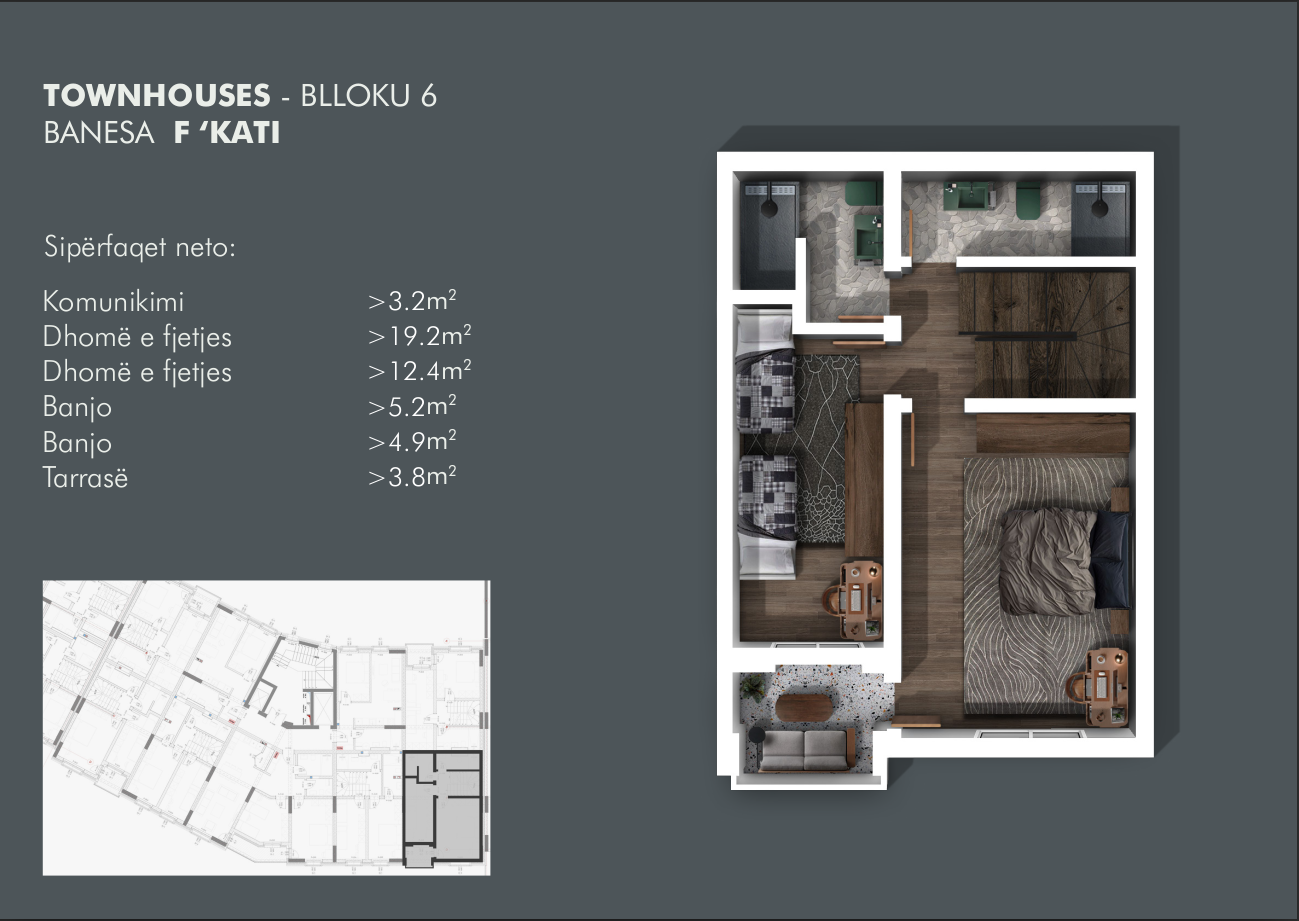 TOWNHOUSES - BLLOKU 6
BANESA F ‘KATI
Sipërfaqet neto:
Komunikimi >3.2m²
Dhomë e fjetjes >19.2m²
Dhomë e fjetjes >12.4m²
Banjo >5.2m²
Banjo >4.9m²
Tarrasë >3.8m²